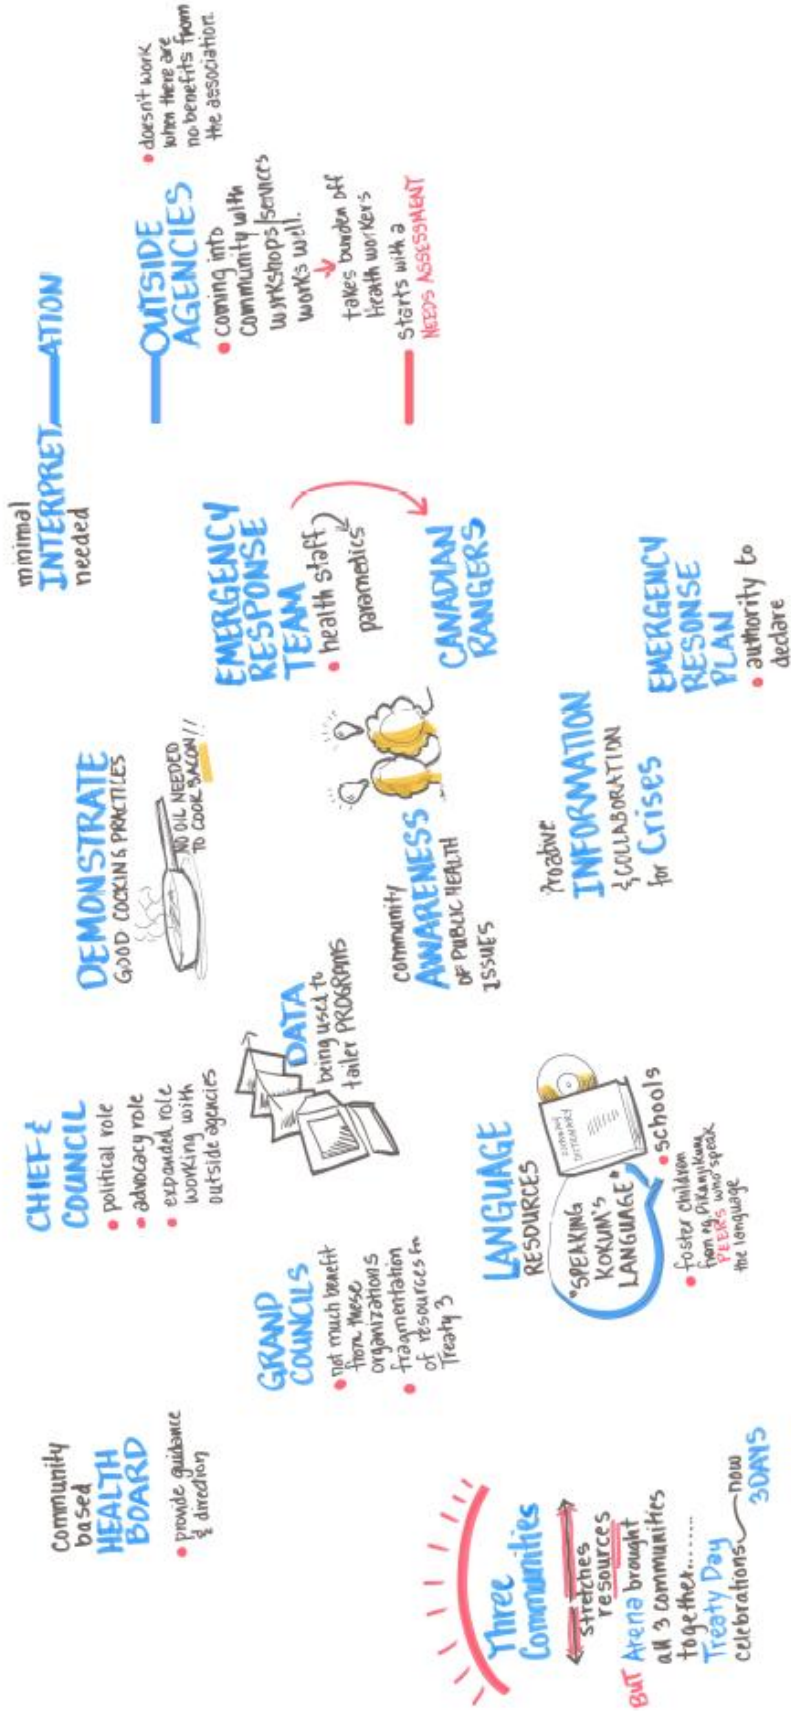 Community
based
HEALTH
BOARD
• provide guidance
& direction
CHIEF &
COUNCIL
• political role
• advocacy role
• expanded role
working with
outside agencies
DEMONSTRATE
GOOD COOKING PRACTICES
NO OIL NEEDED
TO COOK BACON!!
minimal
INTERPRETATION
needed
OUTSIDE
AGENCIES
• coming into
community with
workshops/services
works well.
takes burden off
Health workers
starts with a
NEEDS ASSESSMENT
• doesn't work
when there are
no benefits from
the association
GRAND
COUNCILS
• not much benefit
from these
organizations
• fragmentation
of resources in
Treaty 3
DATA
being used to
tailer PROGRAMS
EMERGENCY
RESPONSE
TEAM
• health staff
paramedics
CANADIAN
RANGERS
community
AWARENESS
OF PUBLIC HEALTH
ISSUES
Three
Communities
stretches
resources
BUT Arena brought
all 3 communities
together.......
Treaty Day
celebrations now
3 DAYS
LANGUAGE
RESOURCES
"SPEAKING
KOKUM'S
LANGUAGE"
DICTIONARY
• schools
• foster children
from eg. Pikanjikum
PEERS who speak
the language
Proative
INFORMATION
& COLLABORATION
for Crises
EMERGENCY
RESONSE
PLAN
• authority to
declare